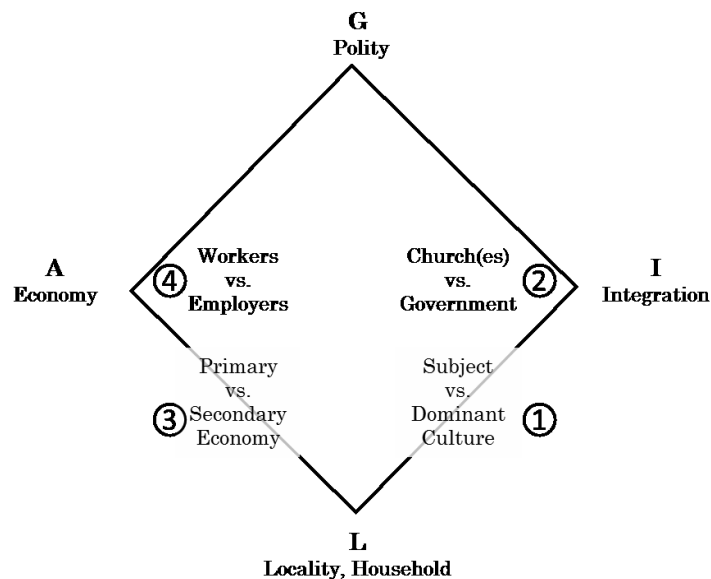 G
Polity
A
Economy
④
Workers
vs.
Employers
Church(es)
vs.
Government
②
I
Integration
③
Primary
vs.
Secondary
Economy
Subject
vs.
Dominant
Culture
①
L
Locality, Household